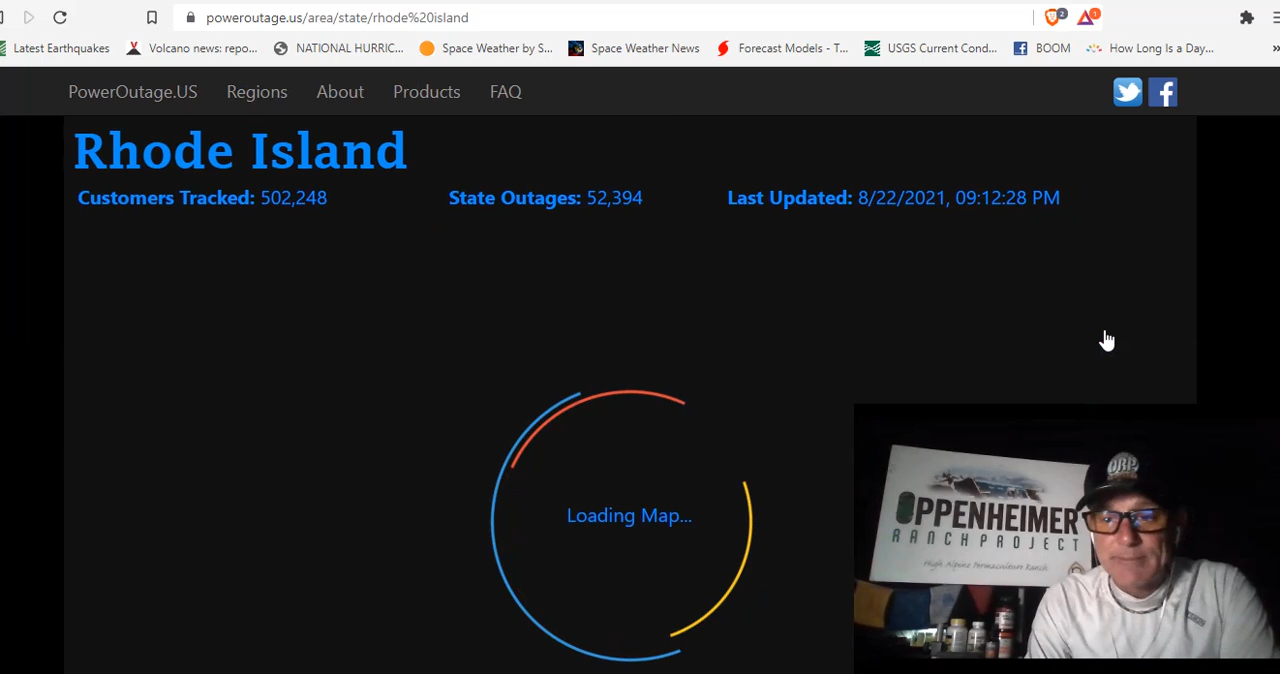 poweroutage.us/area/state/rhode%20island
2
1
Latest Earthquakes
Volcano news: repo...
NATIONAL HURRIC...
Space Weather by S...
Space Weather News
Forecast Models - T...
USGS Current Cond...
BOOM
How Long Is a Day...
»
PowerOutage.US
Regions
About
Products
FAQ
Rhode Island
Customers Tracked: 502,248
State Outages: 52,394
Last Updated: 8/22/2021, 09:12:28 PM
Loading Map...
ORP
OPPENHEIMER
RANCH PROJECT
High Alpine Permaculture Ranch